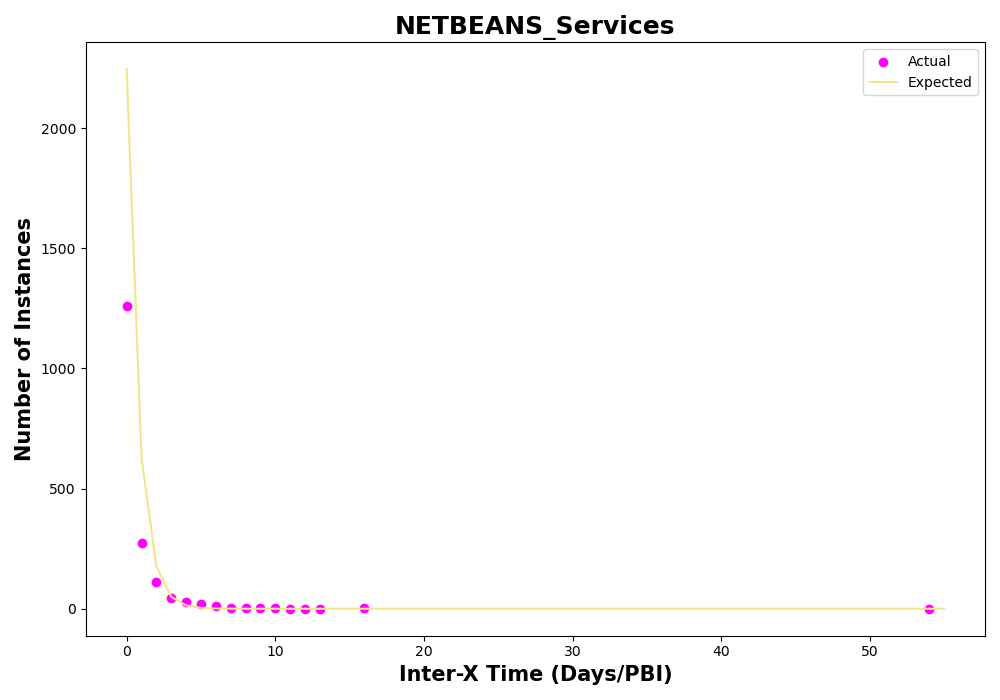 NETBEANS_Services
Actual
Expected
2000
1500
1000
500
0
Number of Instances
0 10 20 30 40 50
Inter-X Time (Days/PBI)